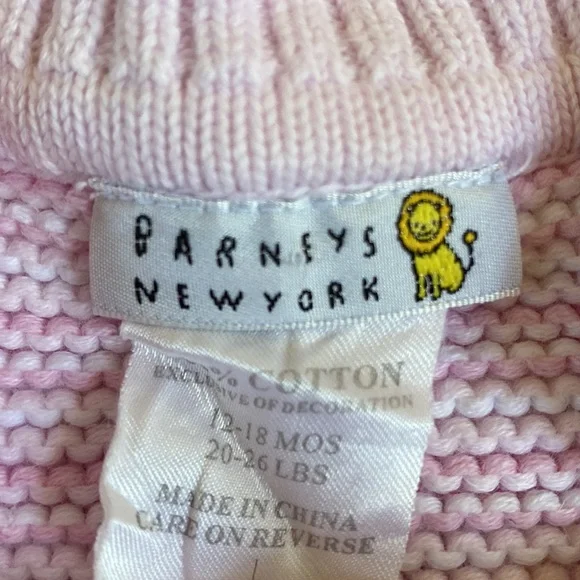 BARNEYS
NEW YORK
% COTTON
EXCLUSIVE OF DECORATION
12-18 MOS
20-26 LBS
MADE IN CHINA
CARE ON REVERSE